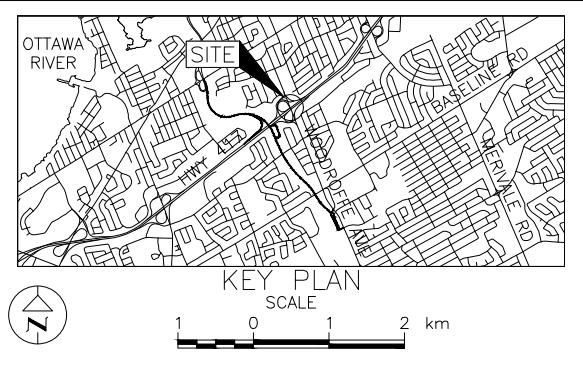 OTTAWA
RIVER
SITE
BASELINE RD
HWY 417
WOODROFFE AVE
MERIVALE RD
KEY PLAN
SCALE
N
1 0 1 2 km